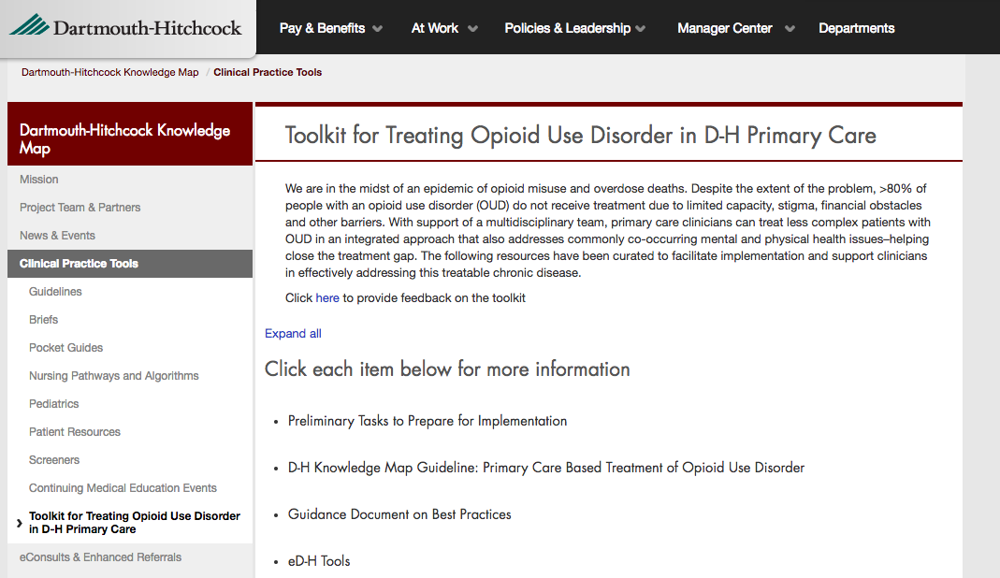 Dartmouth-Hitchcock
Pay & Benefits
At Work
Policies & Leadership
Manager Center
Departments
Dartmouth-Hitchcock Knowledge Map / Clinical Practice Tools
Dartmouth-Hitchcock Knowledge
Map
Mission
Project Team & Partners
News & Events
Clinical Practice Tools
Guidelines
Briefs
Pocket Guides
Nursing Pathways and Algorithms
Pediatrics
Patient Resources
Screeners
Continuing Medical Education Events
Toolkit for Treating Opioid Use Disorder
in D-H Primary Care
eConsults & Enhanced Referrals
Toolkit for Treating Opioid Use Disorder in D-H Primary Care
We are in the midst of an epidemic of opioid misuse and overdose deaths. Despite the extent of the problem, >80% of
people with an opioid use disorder (OUD) do not receive treatment due to limited capacity, stigma, financial obstacles
and other barriers. With support of a multidisciplinary team, primary care clinicians can treat less complex patients with
OUD in an integrated approach that also addresses commonly co-occurring mental and physical health issues–helping
close the treatment gap. The following resources have been curated to facilitate implementation and support clinicians
in effectively addressing this treatable chronic disease.
Click here to provide feedback on the toolkit
Expand all
Click each item below for more information
• Preliminary Tasks to Prepare for Implementation
• D-H Knowledge Map Guideline: Primary Care Based Treatment of Opioid Use Disorder
• Guidance Document on Best Practices
• eD-H Tools